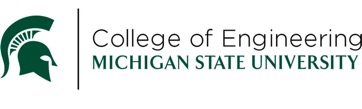 College of Engineering
MICHIGAN STATE UNIVERSITY